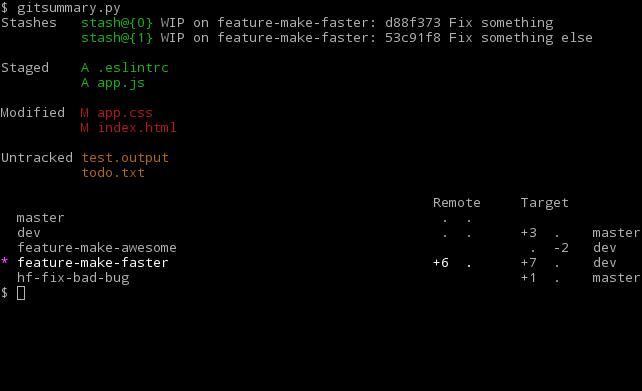 $ gitsummary.py
Stashes   stash@{0} WIP on feature-make-faster: d88f373 Fix something
          stash@{1} WIP on feature-make-faster: 53c91f8 Fix something else
Staged    A .eslintrc
          A app.js
Modified  M app.css
          M index.html
Untracked test.output
          todo.txt
                                                      Remote     Target
  master                                               .  .
  dev                                                  .  .      +3  .    master
  feature-make-awesome                                            .  -2   dev
* feature-make-faster                                 +6  .      +7  .    dev
  hf-fix-bad-bug                                                 +1  .    master
$